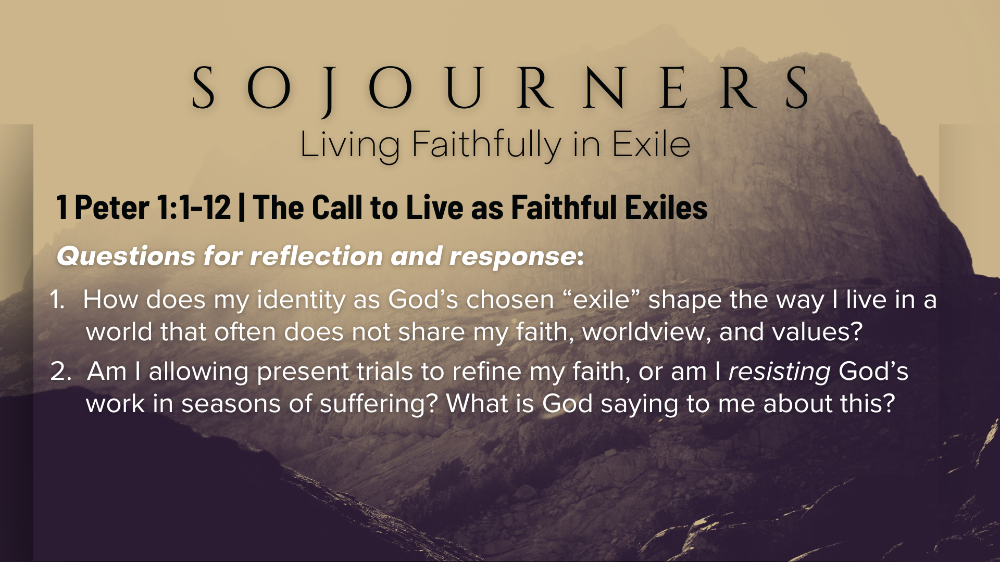 SOJOURNERS
Living Faithfully in Exile
1 Peter 1:1-12 | The Call to Live as Faithful Exiles
Questions for reflection and response:
1. How does my identity as God’s chosen “exile” shape the way I live in a
world that often does not share my faith, worldview, and values?
2. Am I allowing present trials to refine my faith, or am I resisting God’s
work in seasons of suffering? What is God saying to me about this?